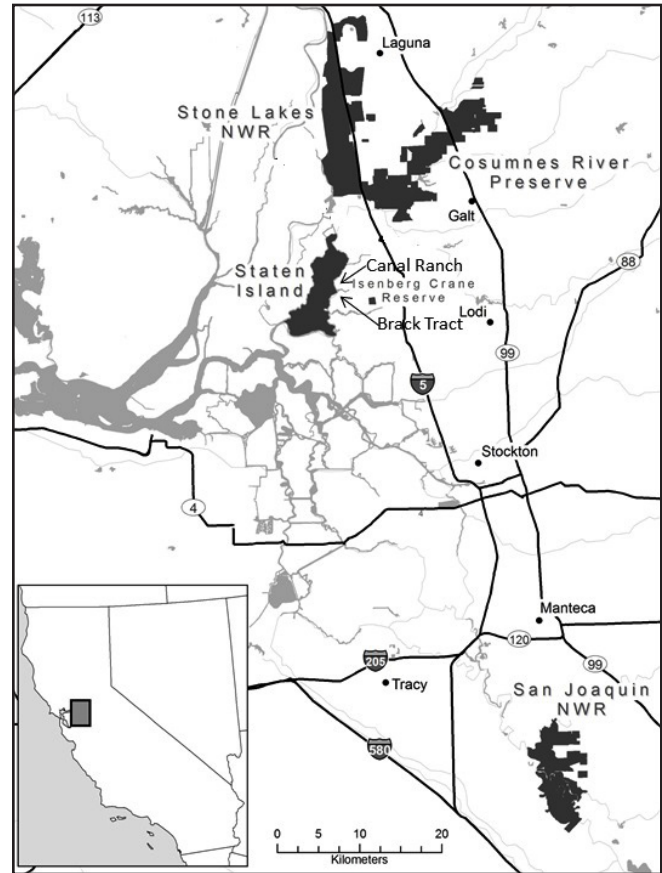 113
Laguna
Stone Lakes
NWR
Cosumnes River
Preserve
Galt
Staten
Island
Canal Ranch
Isenberg Crane
Reserve
Brack Tract
88
Lodi
99
5
Stockton
4
Manteca
120
99
205
Tracy
San Joaquin
NWR
580
0 5 10 20 30 40
Kilometers